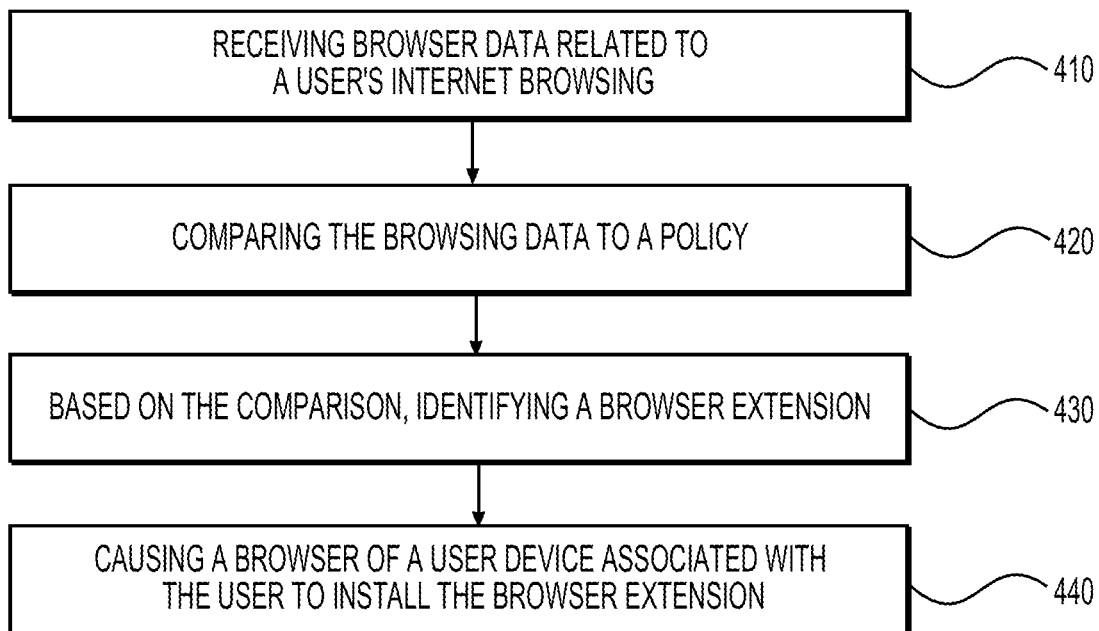 RECEIVING BROWSER DATA RELATED TO
A USER'S INTERNET BROWSING
410
COMPARING THE BROWSING DATA TO A POLICY
420
BASED ON THE COMPARISON, IDENTIFYING A BROWSER EXTENSION
430
CAUSING A BROWSER OF A USER DEVICE ASSOCIATED WITH
THE USER TO INSTALL THE BROWSER EXTENSION
440